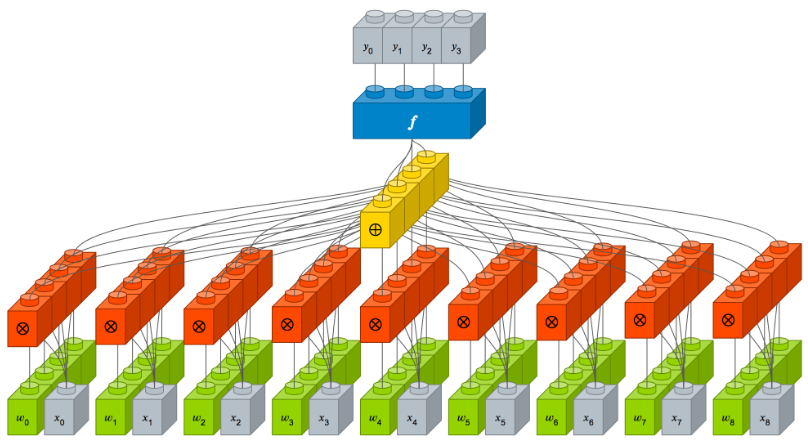 y₀ y₁ y₂ y₃
f
⊕
⊗ ⊗ ⊗ ⊗ ⊗ ⊗ ⊗ ⊗ ⊗
w₀ x₀ w₁ x₁ w₂ x₂ w₃ x₃ w₄ x₄ w₅ x₅ w₆ x₆ w₇ x₇ w₈ x₈